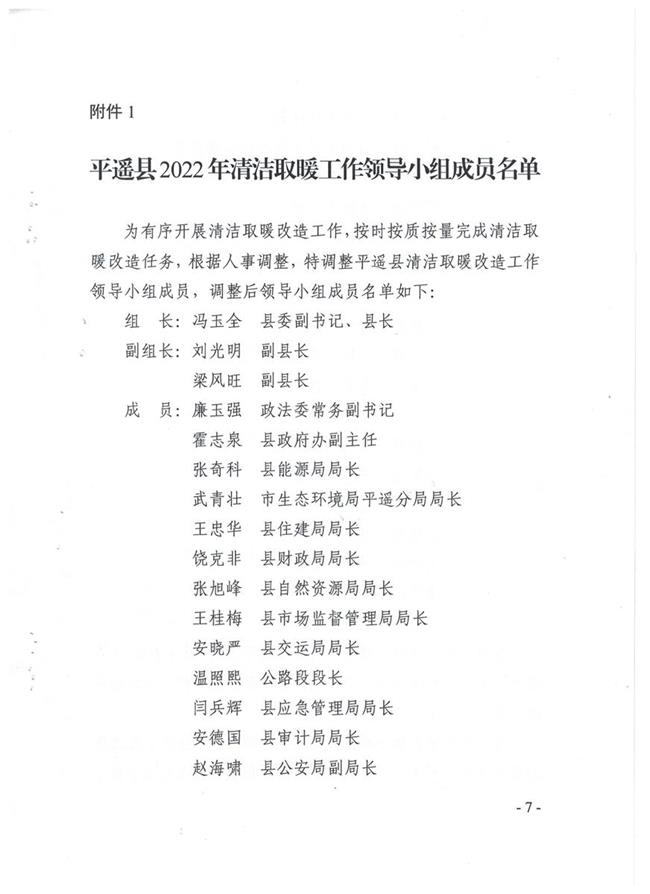 附件 1
平遥县 2022 年清洁取暖工作领导小组成员名单
为有序开展清洁取暖改造工作，按时按质按量完成清洁取
暖改造任务，根据人事调整，特调整平遥县清洁取暖改造工作
领导小组成员，调整后领导小组成员名单如下：
组 长：冯玉全 县委副书记、县长
副组长：刘光明 副县长
梁风旺 副县长
成 员：廉玉强 政法委常务副书记
霍志泉 县政府办副主任
张奇科 县能源局局长
武青壮 市生态环境局平遥分局局长
王忠华 县住建局局长
饶克非 县财政局局长
张旭峰 县自然资源局局长
王桂梅 县市场监督管理局局长
安晓严 县交运局局长
温照熙 公路段段长
闫兵辉 县应急管理局局长
安德国 县审计局局长
赵海啸 县公安局副局长
- 7 -